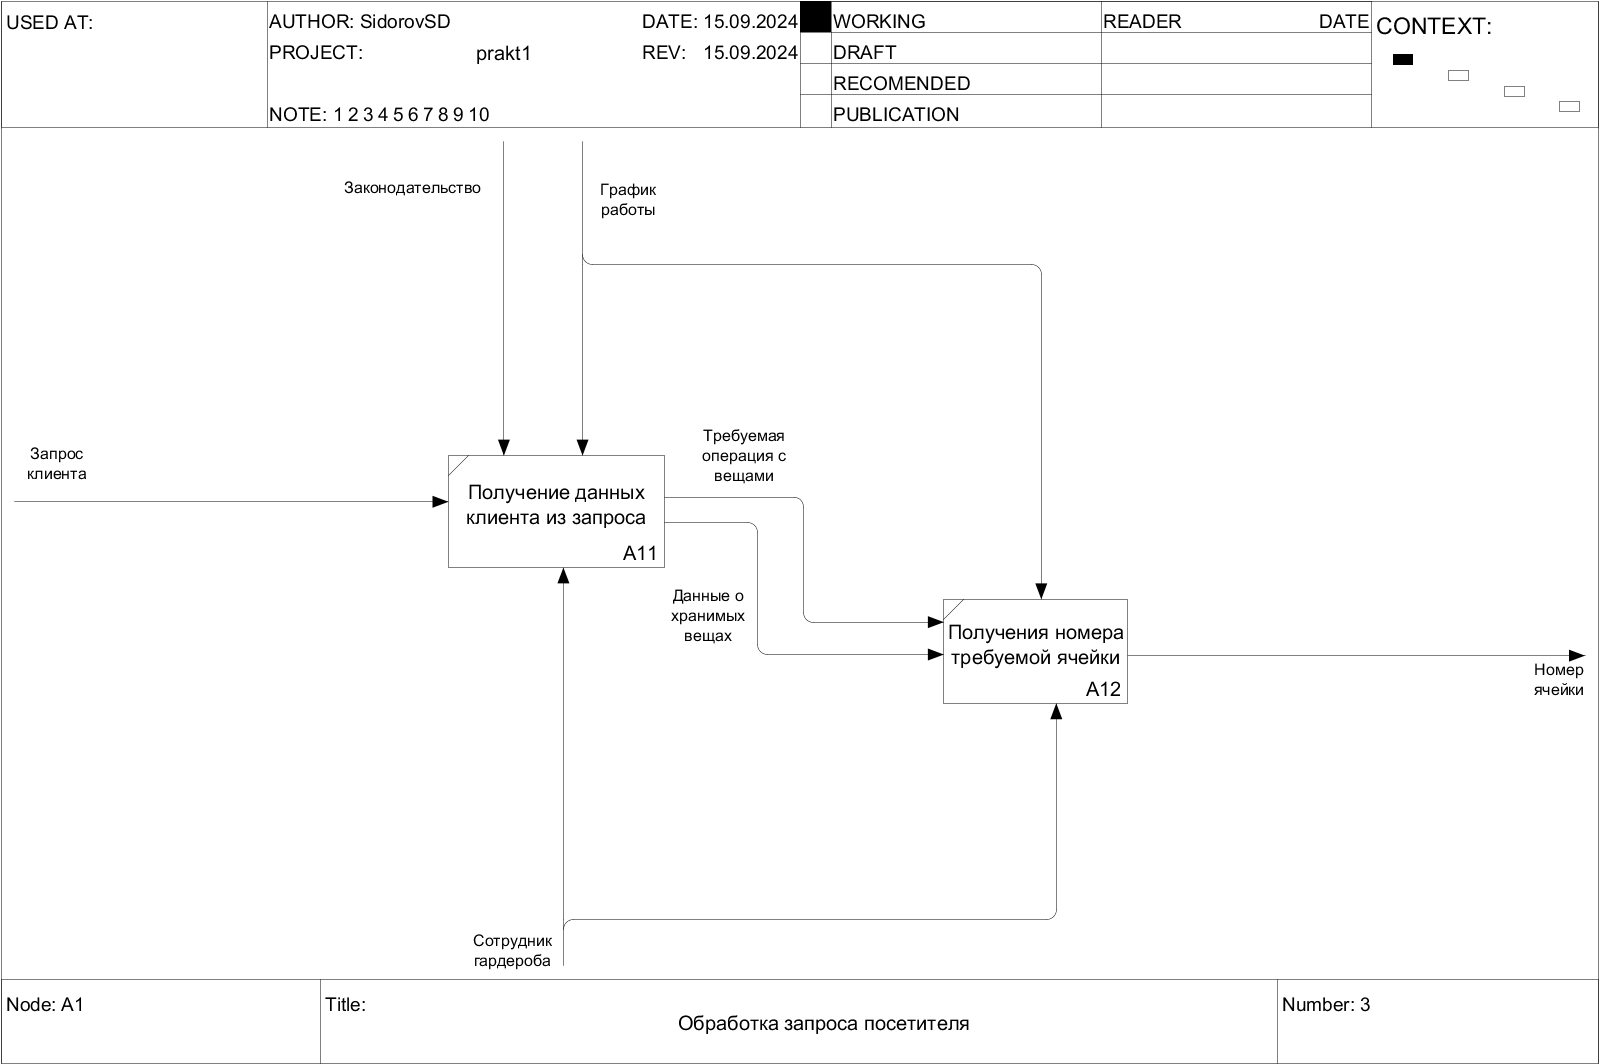 USED AT:
AUTHOR: SidorovSD
DATE: 15.09.2024
WORKING
READER
DATE
CONTEXT:
PROJECT:
prakt1
REV: 15.09.2024
DRAFT
RECOMENDED
NOTE: 1 2 3 4 5 6 7 8 9 10
PUBLICATION
Законодательство
График
работы
Запрос
клиента
Требуемая
операция с
вещами
Получение данных
клиента из запроса
A11
Данные о
хранимых
вещах
Получения номера
требуемой ячейки
A12
Номер
ячейки
Сотрудник
гардероба
Node: A1
Title:
Обработка запроса посетителя
Number: 3